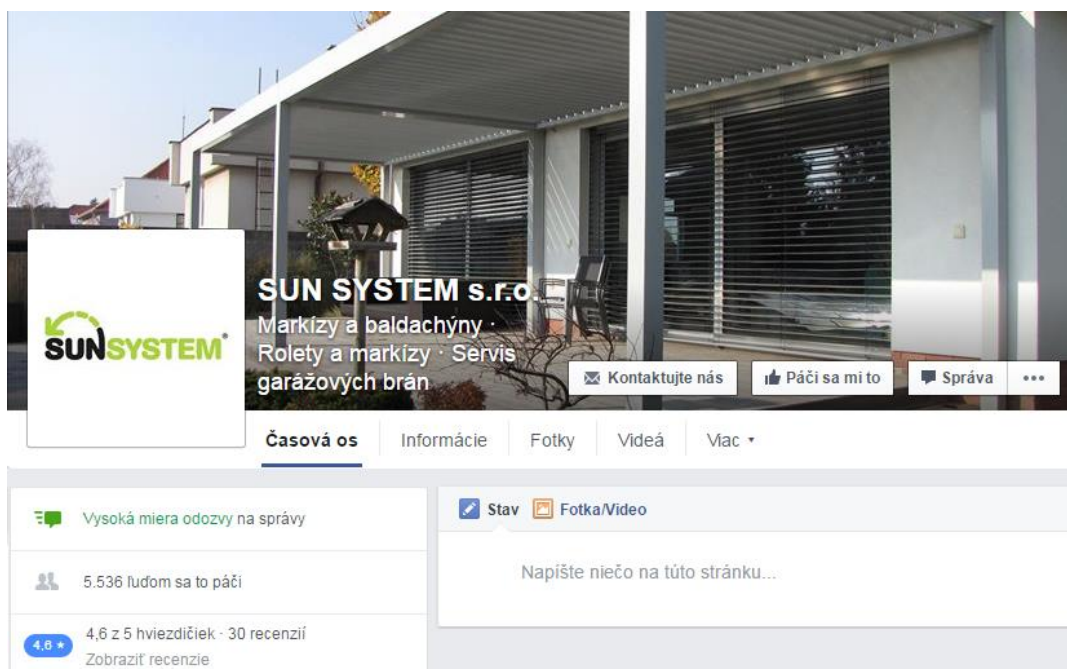 SUN SYSTEM s.r.o.
Markízy a baldachýny ·
Rolety a markízy · Servis
garážových brán
SUNSYSTEM®
Kontaktujte nás
Páči sa mi to
Správa
Časová os
Informácie
Fotky
Videá
Viac
Vysoká miera odozvy na správy
5.536 ľuďom sa to páči
4,6 ★
4,6 z 5 hviezdičiek · 30 recenzií
Zobraziť recenzie
Stav
Fotka/Video
Napíšte niečo na túto stránku...